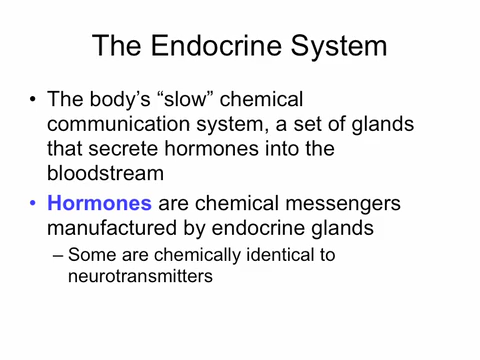 The Endocrine System
• The body’s “slow” chemical
communication system, a set of glands
that secrete hormones into the
bloodstream
• Hormones are chemical messengers
manufactured by endocrine glands
– Some are chemically identical to
neurotransmitters